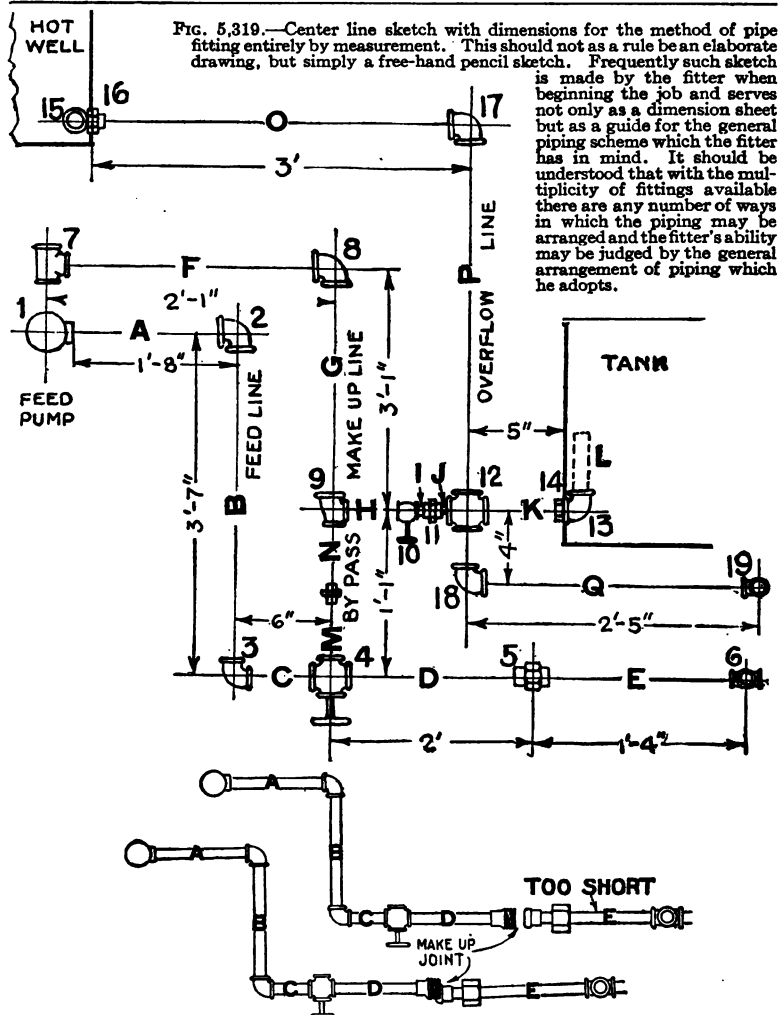 FIG. 5,319.—Center line sketch with dimensions for the method of pipe
fitting entirely by measurement. This should not as a rule be an elaborate
drawing, but simply a free-hand pencil sketch. Frequently such sketch
is made by the fitter when
beginning the job and serves
not only as a dimension sheet
but as a guide for the general
piping scheme which the fitter
has in mind. It should be
understood that with the mul-
tiplicity of fittings available
there are any number of ways
in which the piping may be
arranged and the fitter's ability
may be judged by the general
arrangement of piping which
he adopts.
HOT
WELL
15
16
O
17
3'
7
F
8
2'-1"
1
A
2
1'-8"
FEED
PUMP
FEED LINE
B
3'-7"
G
MAKE UP LINE
3'-1"
P
OVERFLOW LINE
TANK
5"
L
14
13
9
H
I
J
12
K
10
11
4"
N
BY PASS
1'-1"
18
Q
19
2'-5"
6"
M
3
C
4
D
5
E
6
2'
1'-4"
A
B
C
D
TOO SHORT
E
MAKE UP
JOINT
A
B
C
D
E